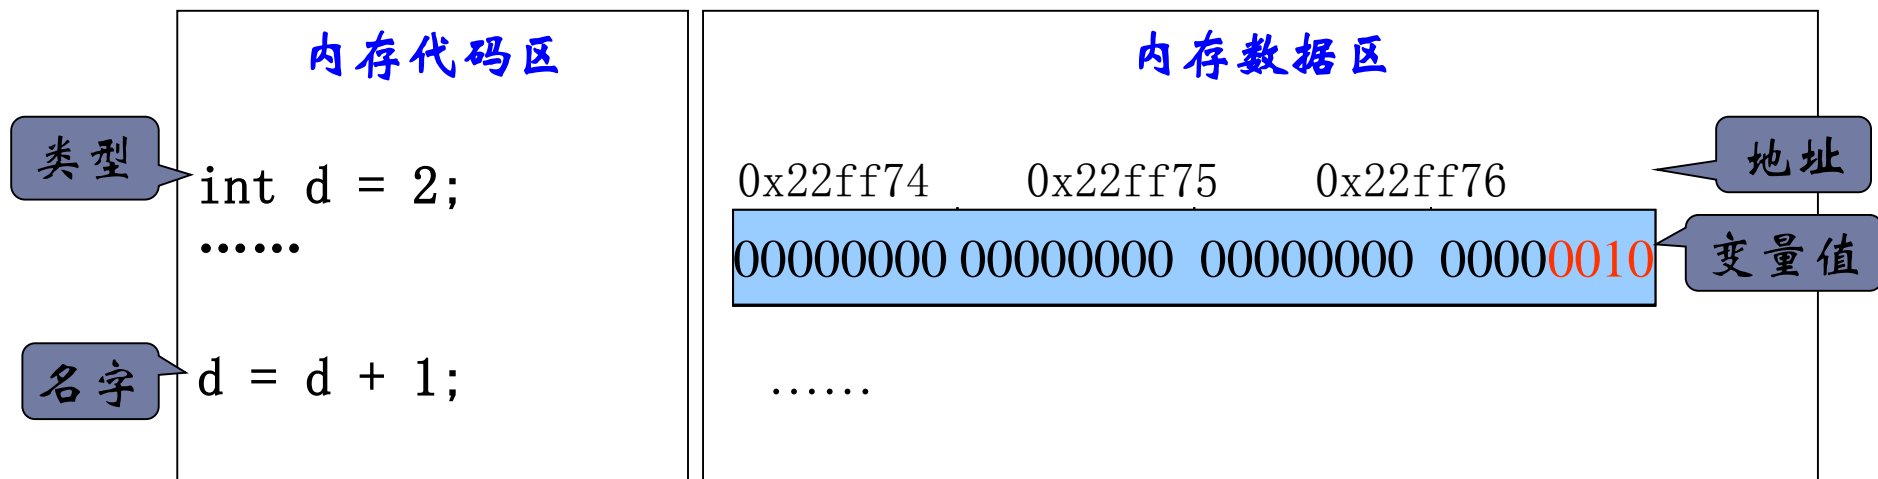 内存代码区
内存数据区
类型
地址
int d = 2;
0x22ff74 0x22ff75 0x22ff76
......
00000000 00000000 00000000 00000010
变量值
名字
d = d + 1;
......